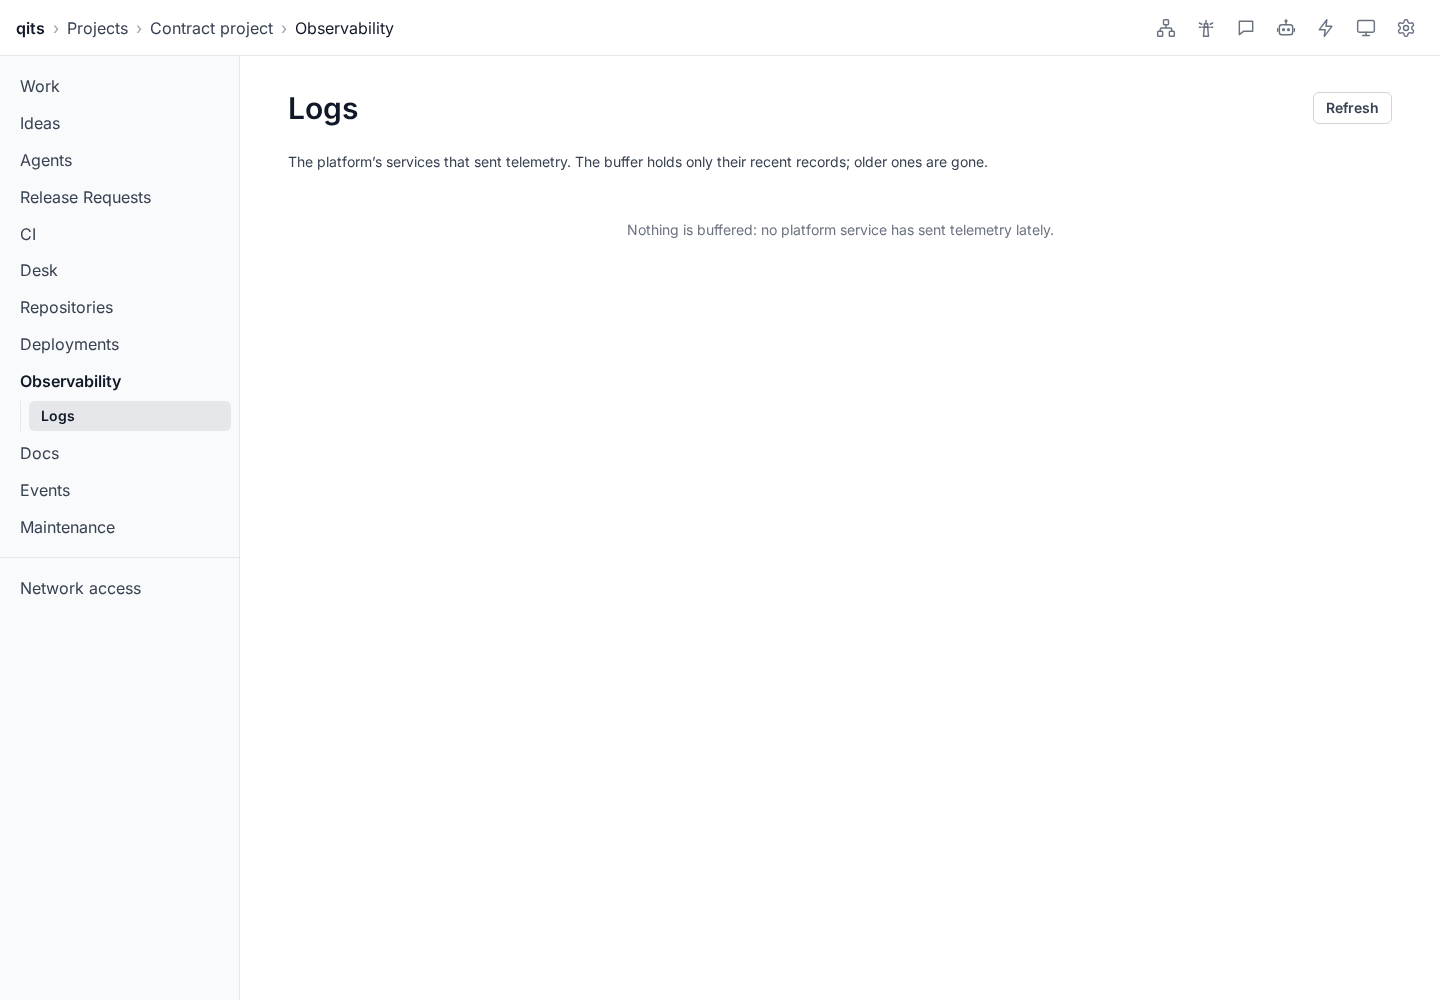 qits › Projects › Contract project › Observability
Work
Ideas
Agents
Release Requests
CI
Desk
Repositories
Deployments
Observability
Logs
Docs
Events
Maintenance
Network access
Logs
Refresh
The platform’s services that sent telemetry. The buffer holds only their recent records; older ones are gone.
Nothing is buffered: no platform service has sent telemetry lately.